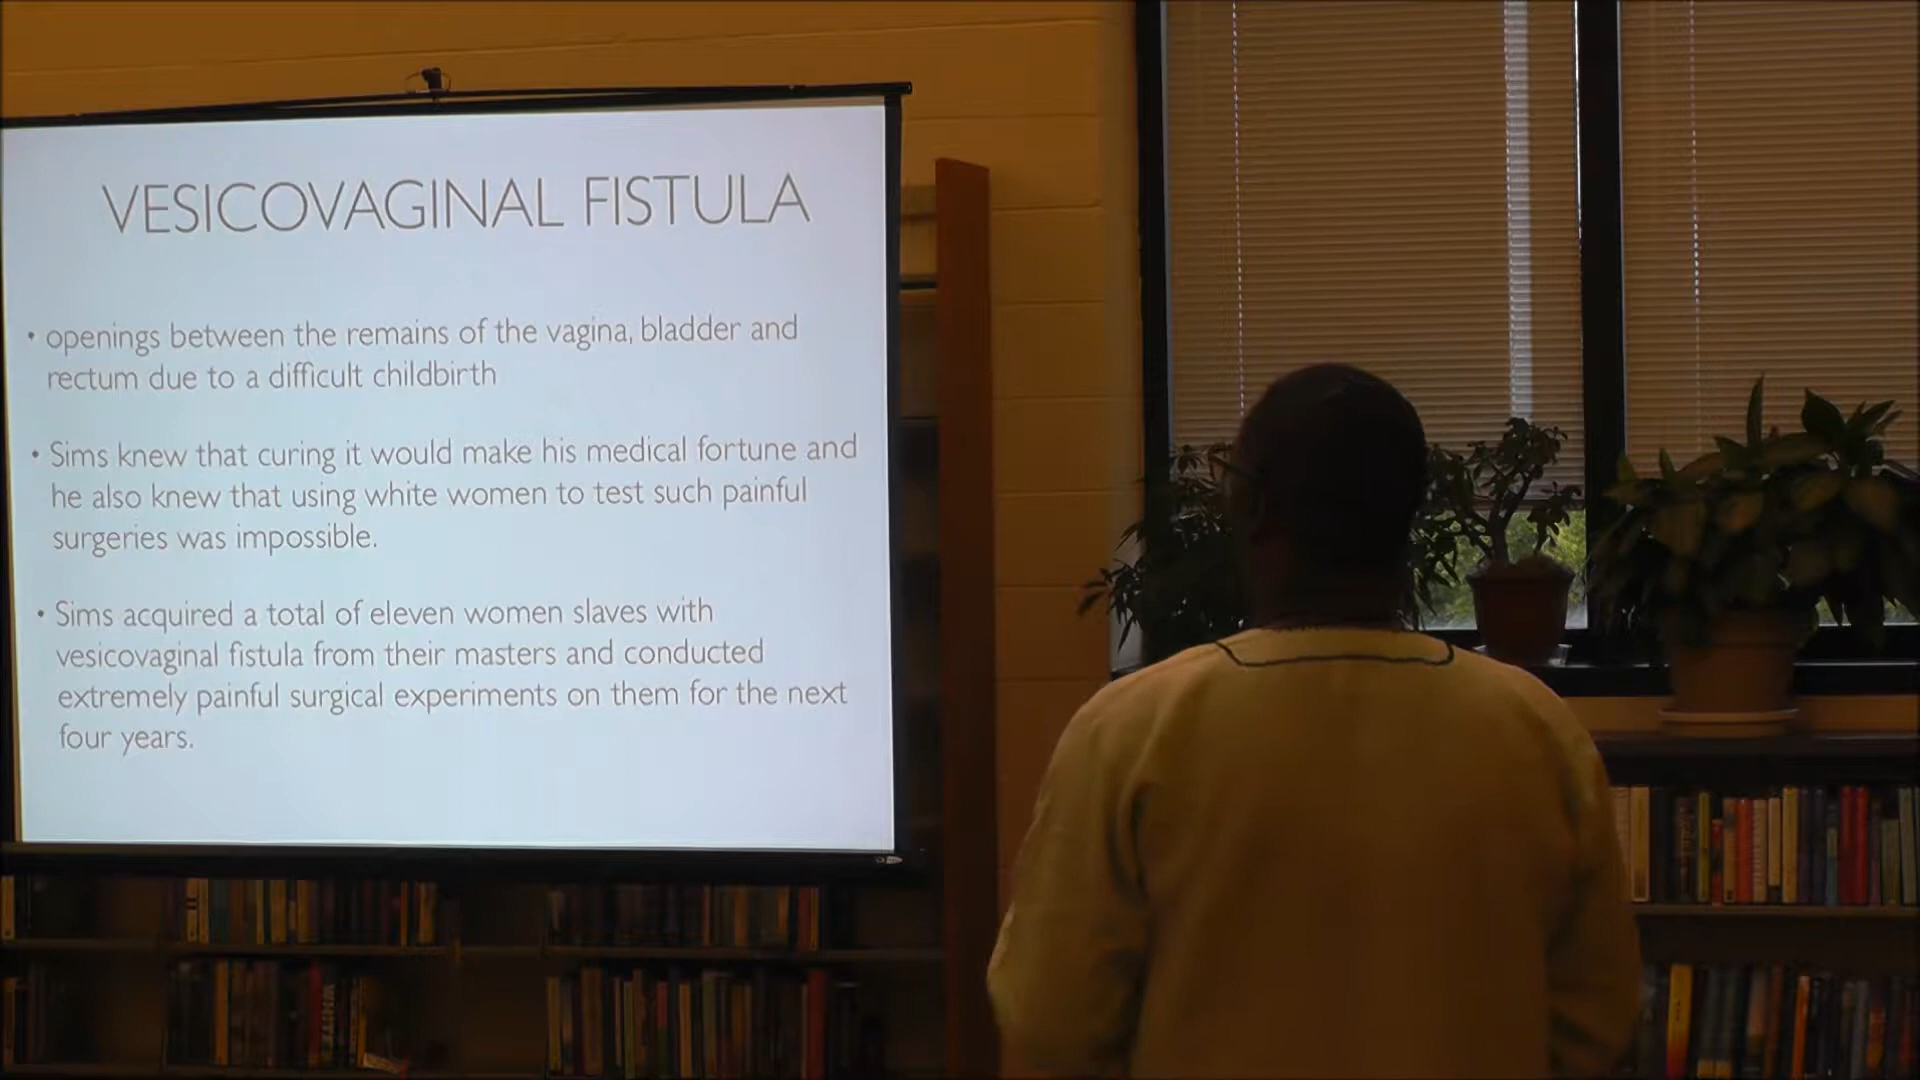 VESICOVAGINAL FISTULA
• openings between the remains of the vagina, bladder and
rectum due to a difficult childbirth
• Sims knew that curing it would make his medical fortune and
he also knew that using white women to test such painful
surgeries was impossible.
• Sims acquired a total of eleven women slaves with
vesicovaginal fistula from their masters and conducted
extremely painful surgical experiments on them for the next
four years.